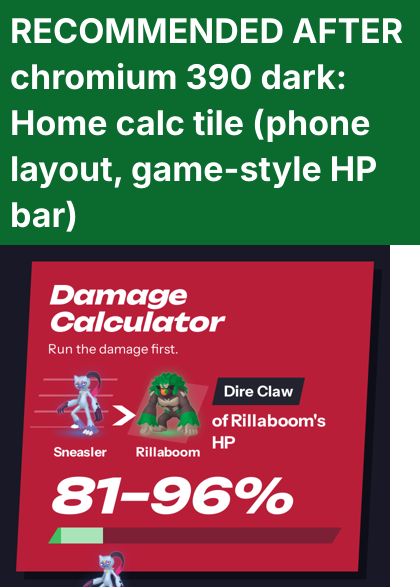 RECOMMENDED AFTER
chromium 390 dark:
Home calc tile (phone
layout, game-style HP
bar)
Damage
Calculator
Run the damage first.
Dire Claw
of Rillaboom's
HP
Sneasler
Rillaboom
81–96%